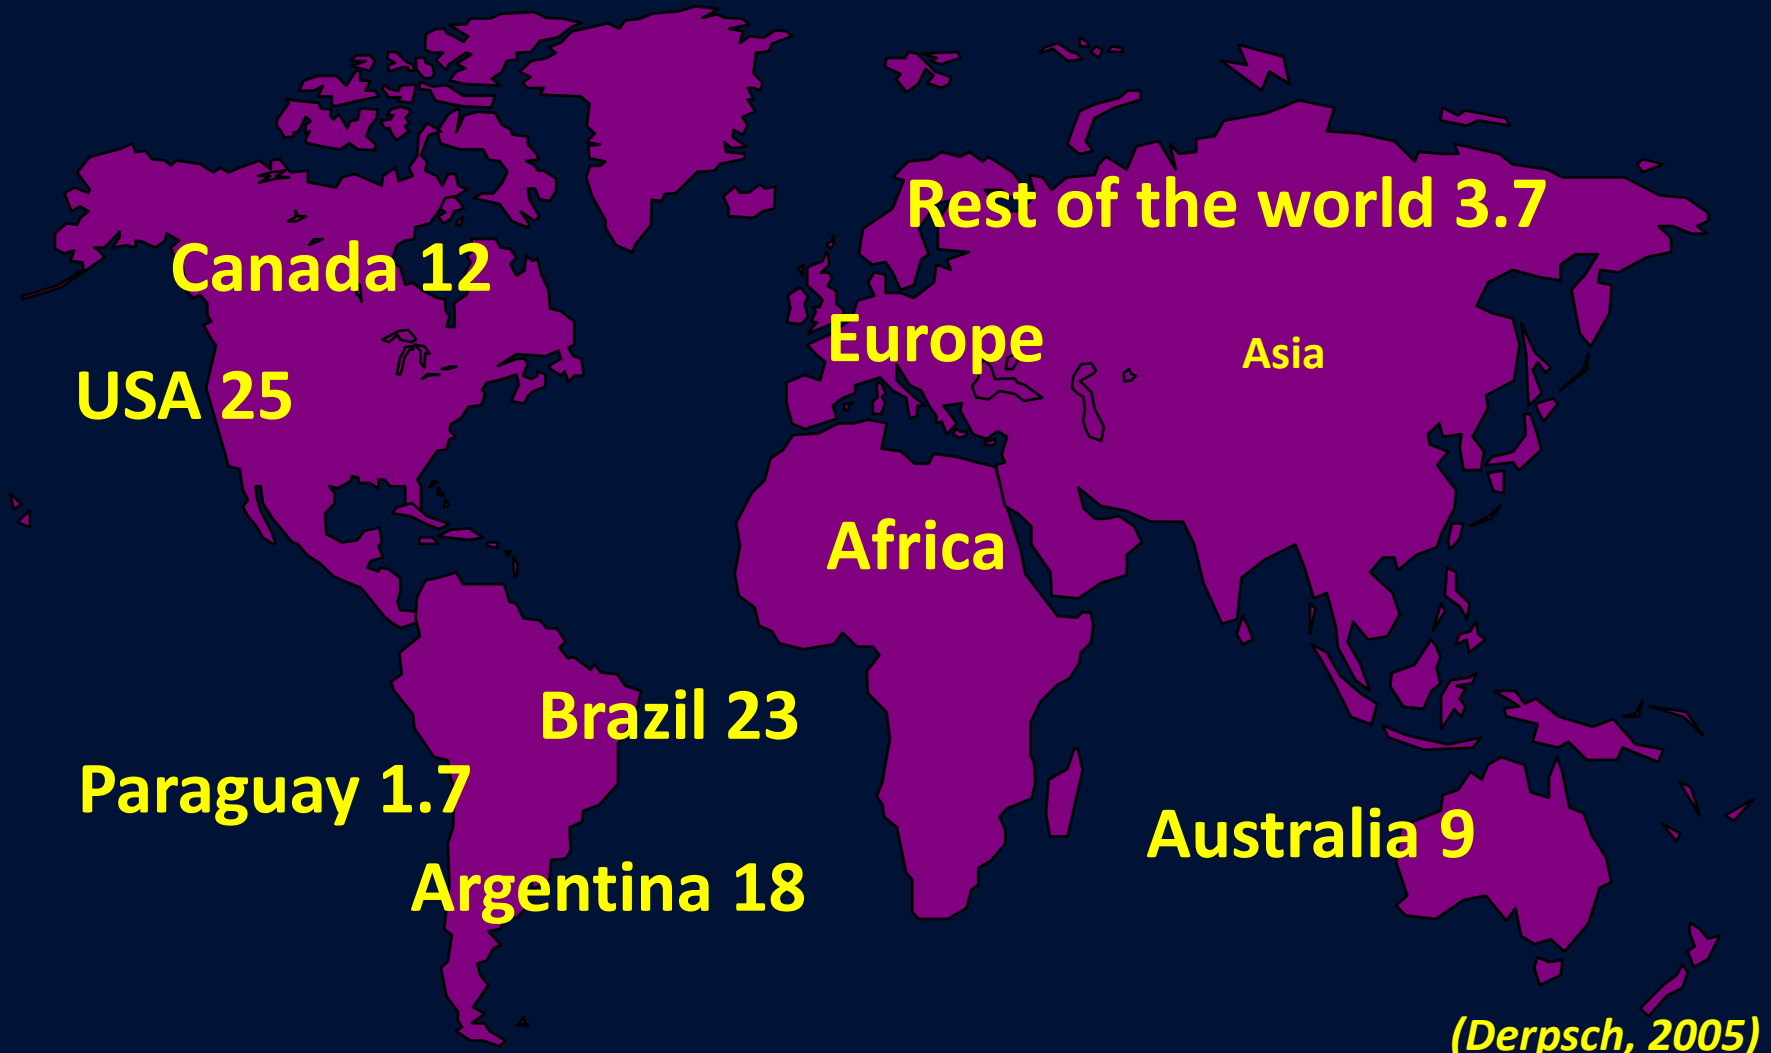 Rest of the world 3.7
Canada 12
Europe
Asia
USA 25
Africa
Brazil 23
Paraguay 1.7
Australia 9
Argentina 18
(Derpsch, 2005)